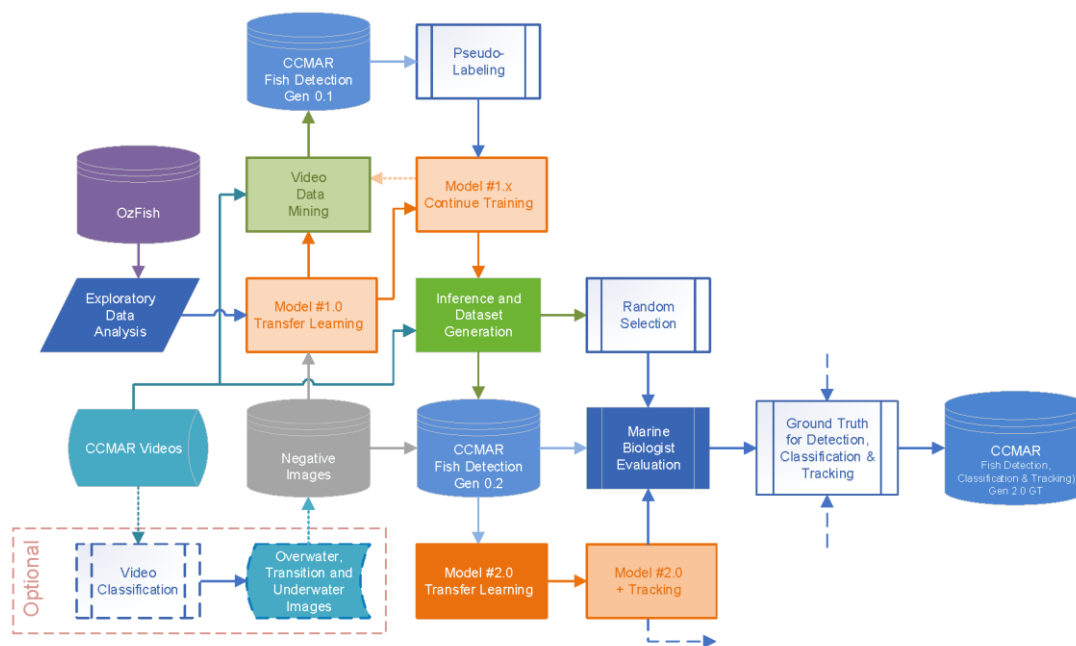 CCMAR
Fish Detection
Gen 0.1
Pseudo-
Labeling
OzFish
Video
Data
Mining
Model #1.x
Continue Training
Exploratory
Data
Analysis
Model #1.0
Transfer Learning
Inference and
Dataset
Generation
Random
Selection
CCMAR Videos
Negative
Images
CCMAR
Fish Detection
Gen 0.2
Marine
Biologist
Evaluation
Ground Truth
for Detection,
Classification &
Tracking
CCMAR
Fish Detection,
Classification & Tracking)
Gen 2.0 GT
Optional
Video
Classification
Overwater,
Transition and
Underwater
Images
Model #2.0
Transfer Learning
Model #2.0
+ Tracking